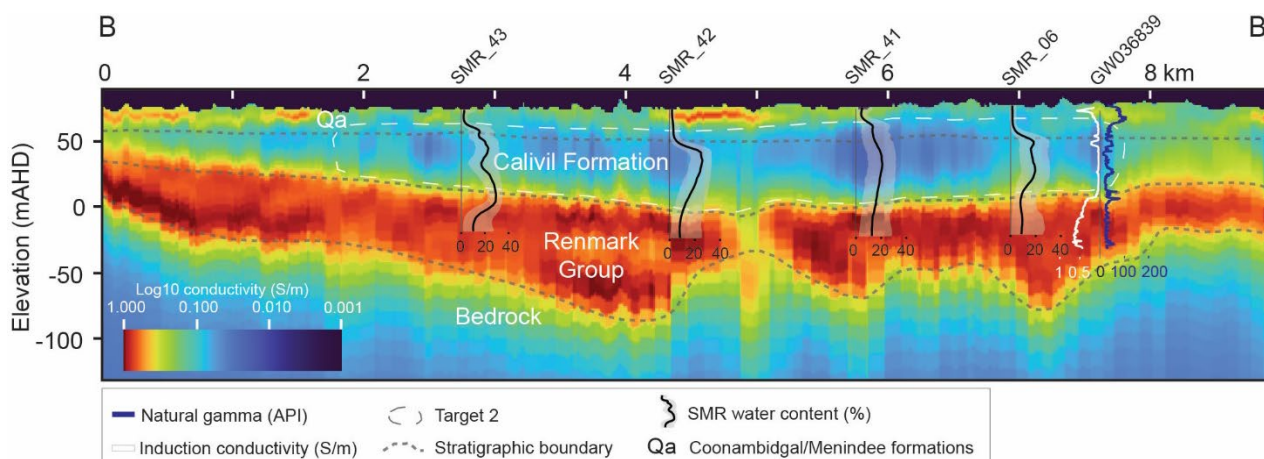 B
B
SMR_43
SMR_42
SMR_41
SMR_06
GW036839
0
2
4
6
8 km
Elevation (mAHD)
50
0
-50
-100
Qa
Calivil Formation
Renmark
Group
Bedrock
0 20 40
0 20 40
0 20 40
0 20 40
1 0.5 0 100 200
Log10 conductivity (S/m)
1.000 0.100 0.010 0.001
Natural gamma (API)
Target 2
SMR water content (%)
Induction conductivity (S/m)
Stratigraphic boundary
Qa Coonambidgal/Menindee formations